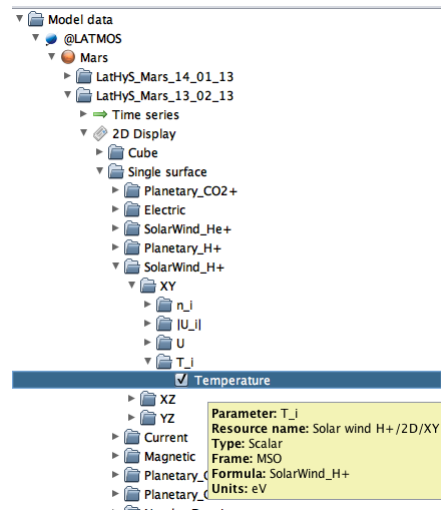 Model data
@LATMOS
Mars
LatHyS_Mars_14_01_13
LatHyS_Mars_13_02_13
Time series
2D Display
Cube
Single surface
Planetary_CO2+
Electric
SolarWind_He+
Planetary_H+
SolarWind_H+
XY
n_i
|U_i|
U
T_i
Temperature
XZ
YZ
Current
Magnetic
Planetary_
Planetary_
Parameter: T_i
Resource name: Solar wind H+/2D/XY
Type: Scalar
Frame: MSO
Formula: SolarWind_H+
Units: eV